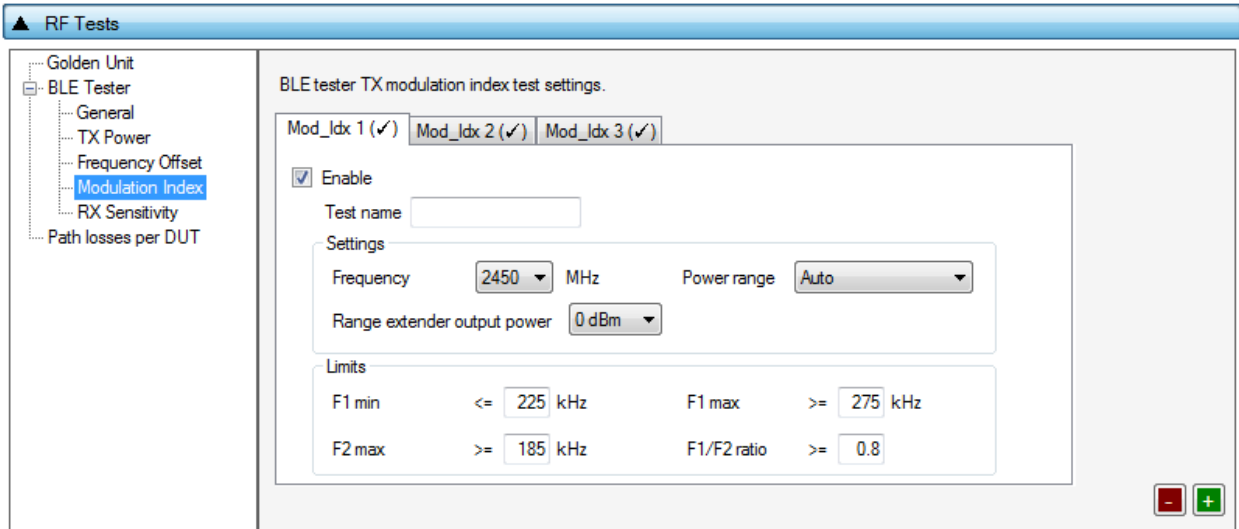 ▲ RF Tests
Golden Unit
BLE Tester
General
TX Power
Frequency Offset
Modulation Index
RX Sensitivity
Path losses per DUT
BLE tester TX modulation index test settings.
Mod_Idx 1 (✓) Mod_Idx 2 (✓) Mod_Idx 3 (✓)
Enable
Test name
Settings
Frequency 2450 MHz Power range Auto
Range extender output power 0 dBm
Limits
F1 min <= 225 kHz F1 max >= 275 kHz
F2 max >= 185 kHz F1/F2 ratio >= 0.8
- +